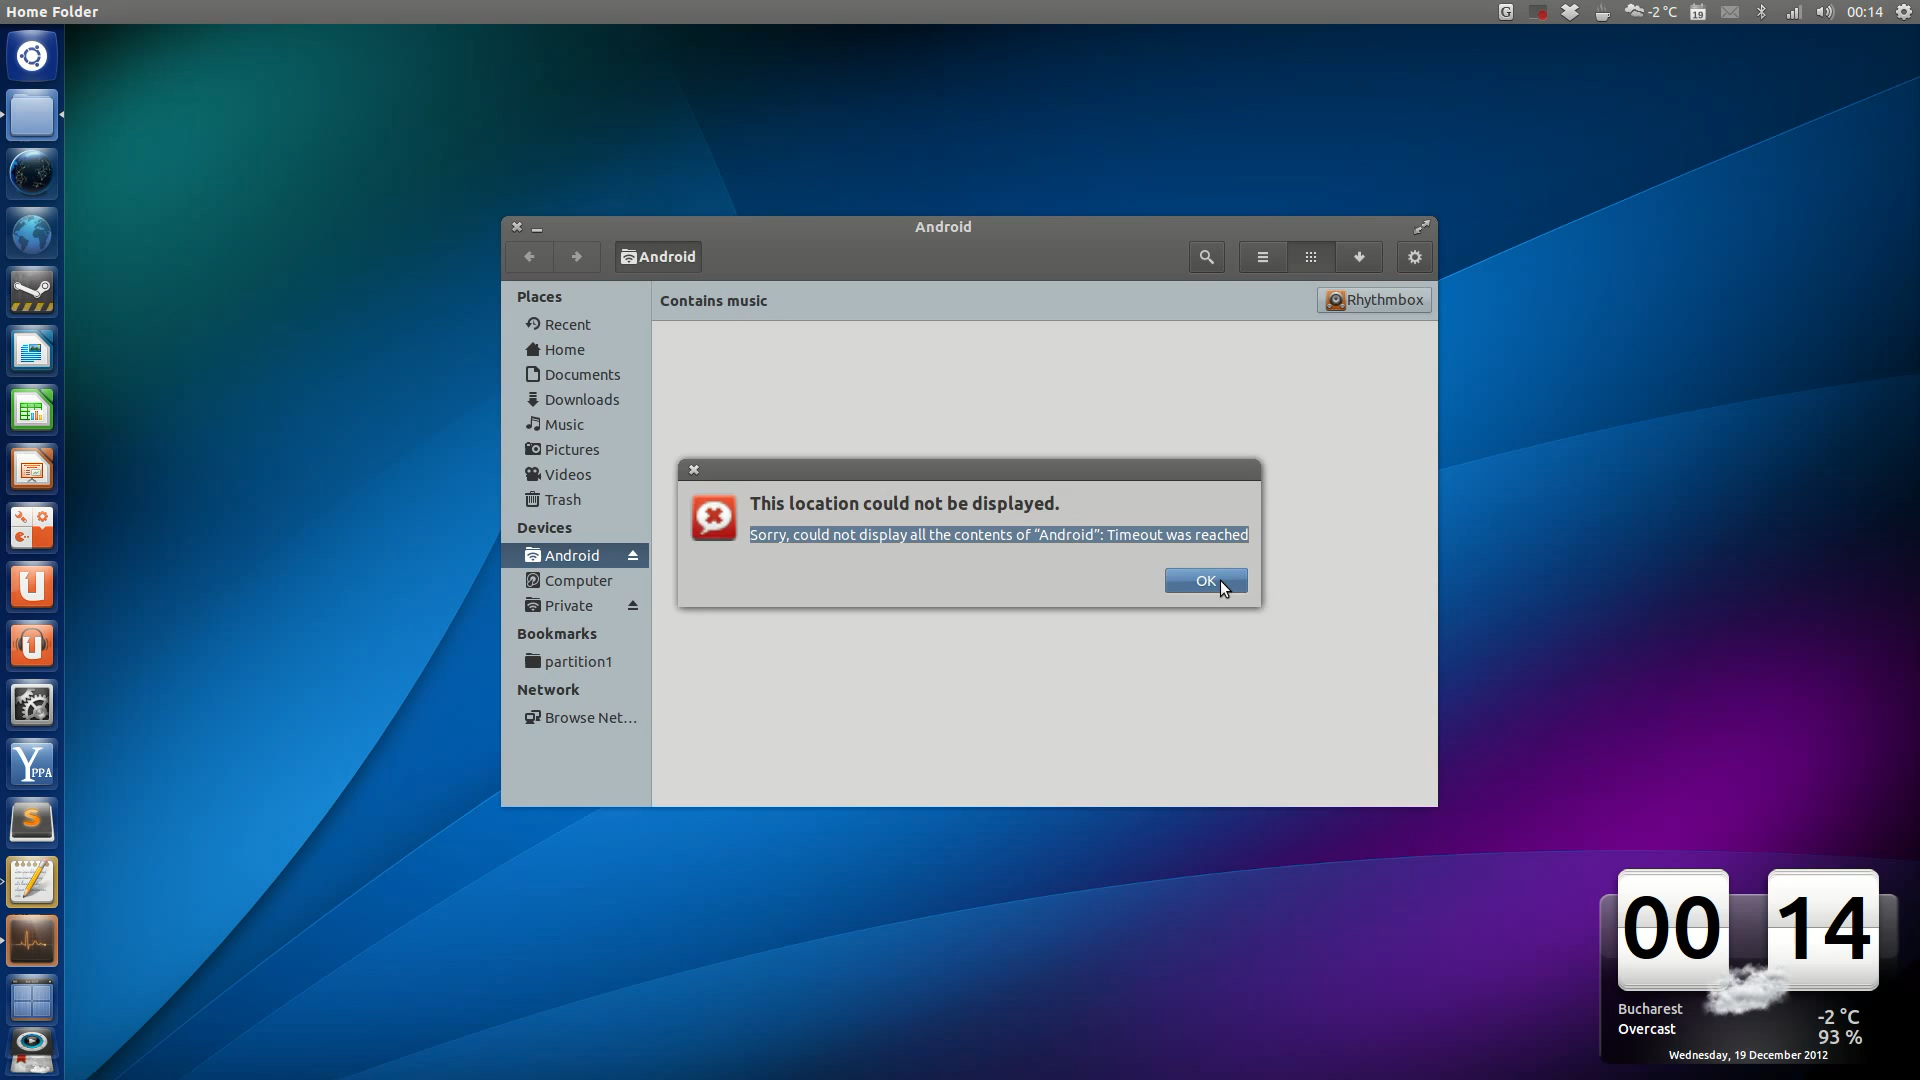 Home Folder
G
-2 °C
19
00:14
Android
Android
Contains music
Rhythmbox
Places
Recent
Home
Documents
Downloads
Music
Pictures
Videos
Trash
Devices
Android
Computer
Private
Bookmarks
partition1
Network
Browse Net...
This location could not be displayed.
Sorry, could not display all the contents of “Android”: Timeout was reached
OK
U
U
Y PPA
S
00 14
Bucharest
Overcast
-2 °C
93 %
Wednesday, 19 December 2012